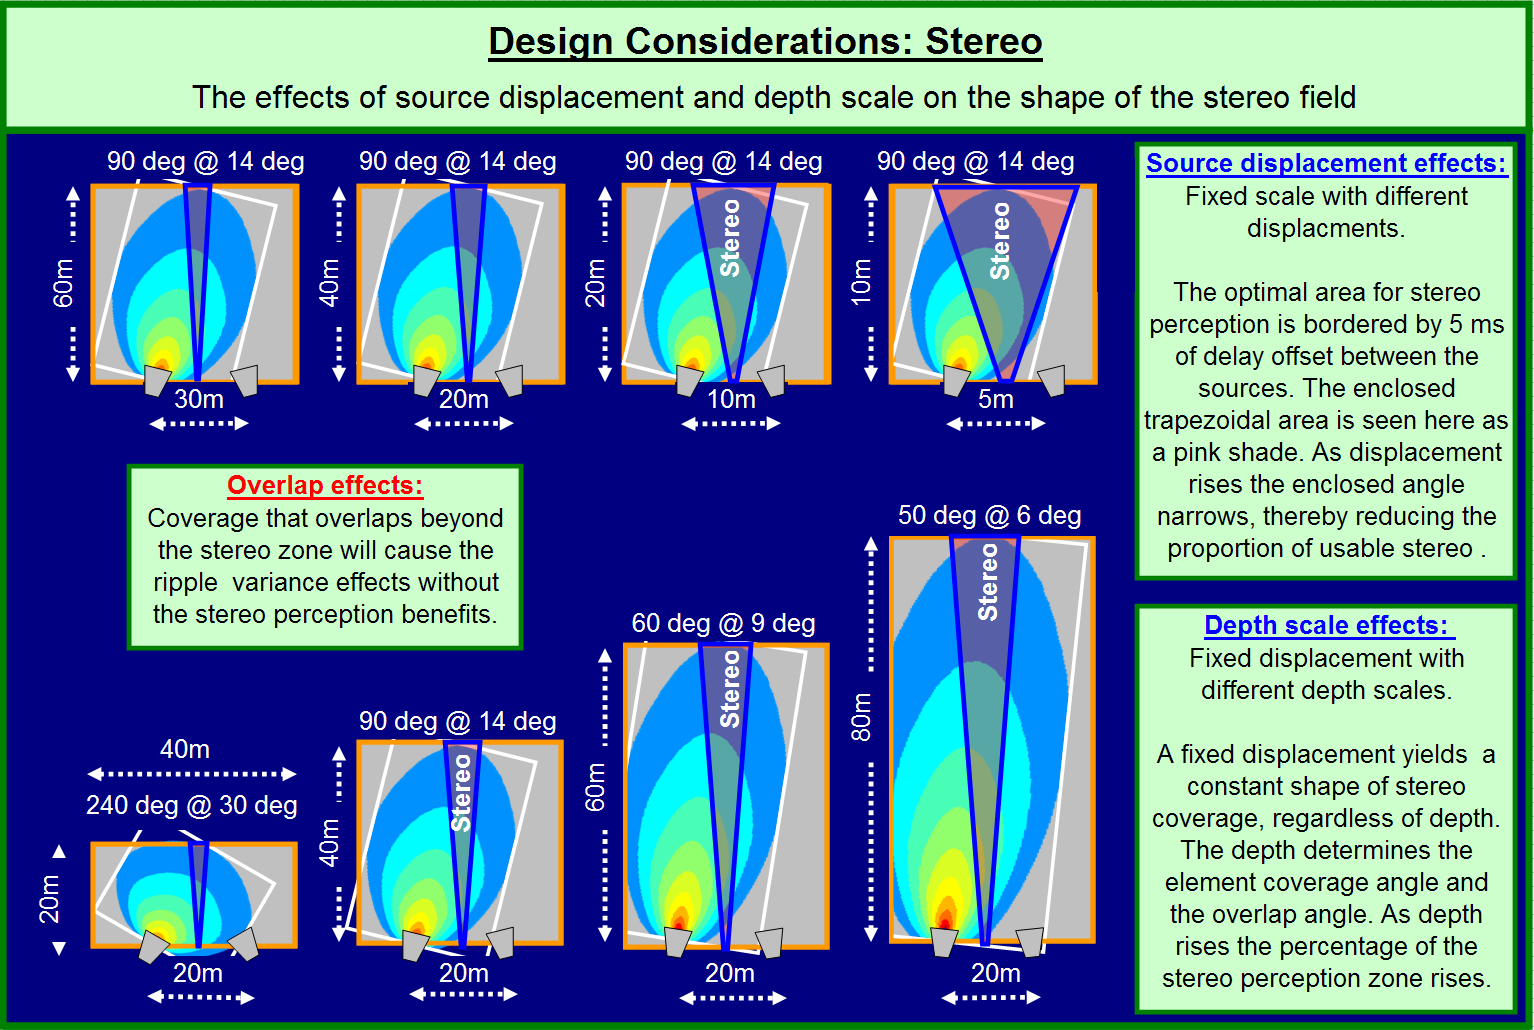 Design Considerations: Stereo
The effects of source displacement and depth scale on the shape of the stereo field
90 deg @ 14 deg
60m
30m
90 deg @ 14 deg
40m
20m
90 deg @ 14 deg
20m
Stereo
10m
90 deg @ 14 deg
10m
Stereo
5m
Source displacement effects:
Fixed scale with different
displacments.
The optimal area for stereo
perception is bordered by 5 ms
of delay offset between the
sources. The enclosed
trapezoidal area is seen here as
a pink shade. As displacement
rises the enclosed angle
narrows, thereby reducing the
proportion of usable stereo .
Overlap effects:
Coverage that overlaps beyond
the stereo zone will cause the
ripple  variance effects without
the stereo perception benefits.
40m
240 deg @ 30 deg
20m
20m
90 deg @ 14 deg
40m
Stereo
20m
60 deg @ 9 deg
60m
Stereo
20m
50 deg @ 6 deg
80m
Stereo
20m
Depth scale effects:
Fixed displacement with
different depth scales.
A fixed displacement yields  a
constant shape of stereo
coverage, regardless of depth.
The depth determines the
element coverage angle and
the overlap angle. As depth
rises the percentage of the
stereo perception zone rises.